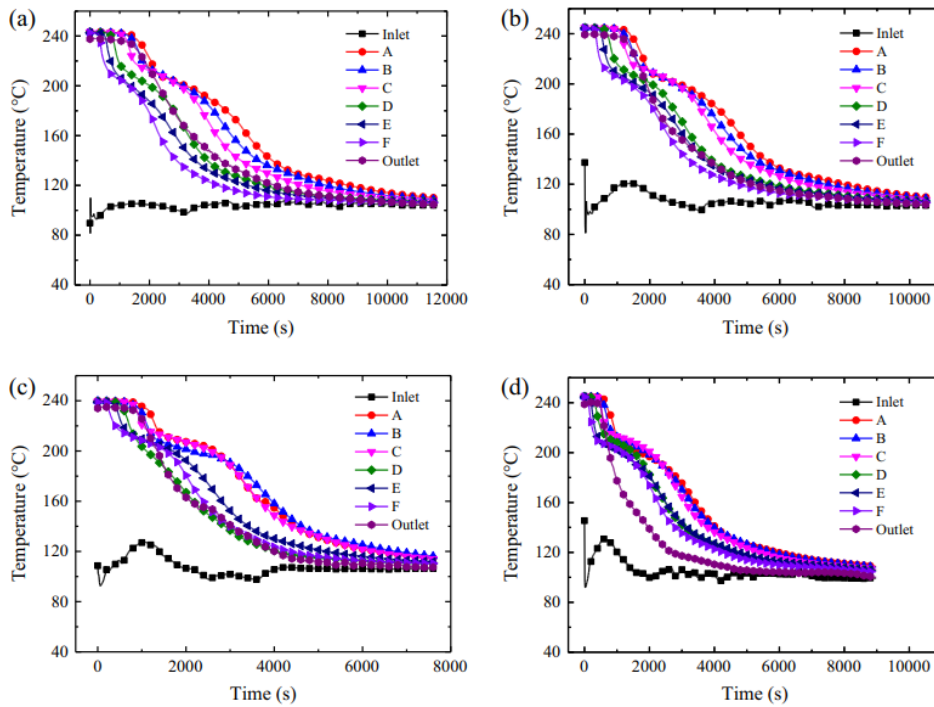 (a)
240
200
160
120
80
40
Temperature (°C)
0 2000 4000 6000 8000 10000 12000
Time (s)
Inlet
A
B
C
D
E
F
Outlet
(b)
240
200
160
120
80
40
Temperature (°C)
0 2000 4000 6000 8000 10000
Time (s)
Inlet
A
B
C
D
E
F
Outlet
(c)
240
200
160
120
80
40
Temperature (°C)
0 2000 4000 6000 8000
Time (s)
Inlet
A
B
C
D
E
F
Outlet
(d)
240
200
160
120
80
40
Temperature (°C)
0 2000 4000 6000 8000 10000
Time (s)
Inlet
A
B
C
D
E
F
Outlet